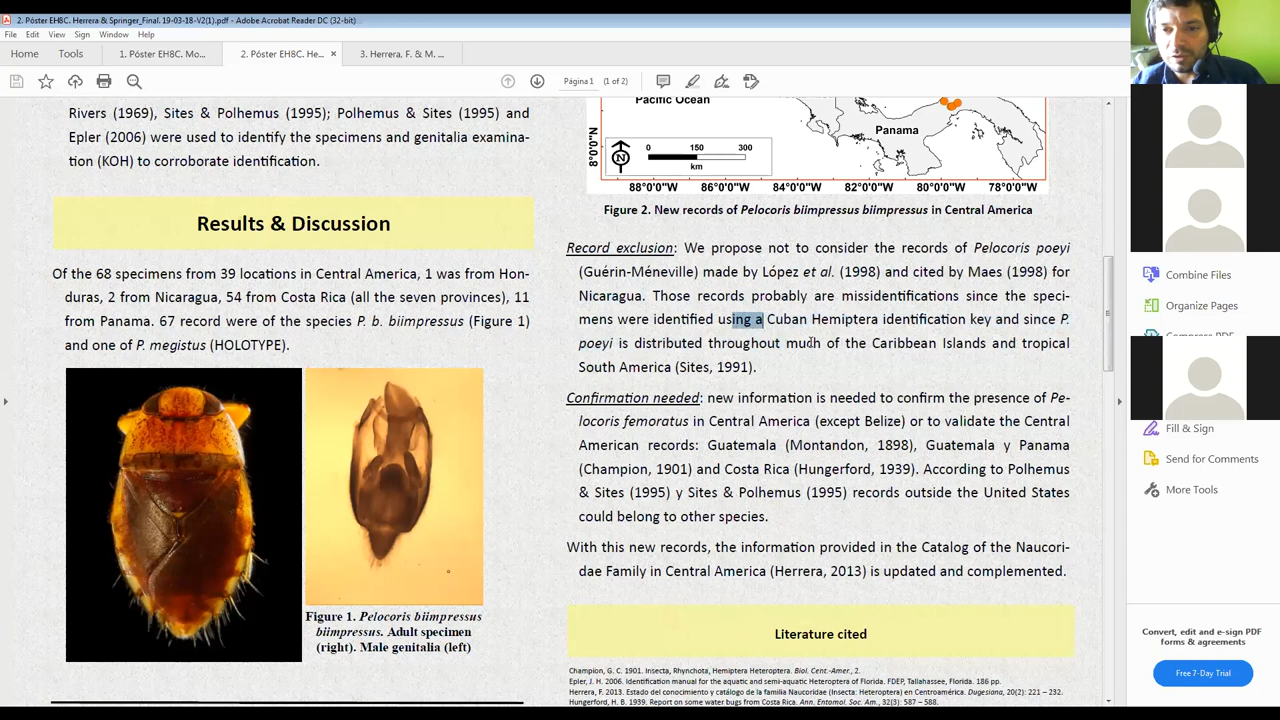 2. Póster EH8C. Herrera & Springer_Final. 19-03-18-V2(1).pdf - Adobe Acrobat Reader DC (32-bit)
File Edit View Sign Window Help
Home Tools 1. Póster EH8C. Mo... 2. Póster EH8C. He... × 3. Herrera, F. & M. ...
Página 1 (1 of 2)
Rivers (1969), Sites & Polhemus (1995); Polhemus & Sites (1995) and
Epler (2006) were used to identify the specimens and genitalia examina-
tion (KOH) to corroborate identification.
Results & Discussion
Of the 68 specimens from 39 locations in Central America, 1 was from Hon-
duras, 2 from Nicaragua, 54 from Costa Rica (all the seven provinces), 11
from Panama. 67 record were of the species P. b. biimpressus (Figure 1)
and one of P. megistus (HOLOTYPE).
Figure 1. Pelocoris biimpressus
biimpressus. Adult specimen
(right). Male genitalia (left)
Pacific Ocean
Panama
8°0'0"N
N
0 150 300
km
88°0'0"W 86°0'0"W 84°0'0"W 82°0'0"W 80°0'0"W 78°0'0"W
Figure 2. New records of Pelocoris biimpressus biimpressus in Central America
Record exclusion: We propose not to consider the records of Pelocoris poeyi
(Guérin-Méneville) made by López et al. (1998) and cited by Maes (1998) for
Nicaragua. Those records probably are missidentifications since the speci-
mens were identified using a Cuban Hemiptera identification key and since P.
poeyi is distributed throughout much of the Caribbean Islands and tropical
South America (Sites, 1991).
Confirmation needed: new information is needed to confirm the presence of Pe-
locoris femoratus in Central America (except Belize) or to validate the Central
American records: Guatemala (Montandon, 1898), Guatemala y Panama
(Champion, 1901) and Costa Rica (Hungerford, 1939). According to Polhemus
& Sites (1995) y Sites & Polhemus (1995) records outside the United States
could belong to other species.
With this new records, the information provided in the Catalog of the Naucori-
dae Family in Central America (Herrera, 2013) is updated and complemented.
Literature cited
Champion, G. C. 1901. Insecta, Rhynchota, Hemiptera Heteroptera. Biol. Cent.-Amer., 2.
Epler, J. H. 2006. Identification manual for the aquatic and semi-aquatic Heteroptera of Florida. FDEP, Tallahassee, Florida. 186 pp.
Herrera, F. 2013. Estado del conocimiento y catálogo de la familia Naucoridae (Insecta: Heteroptera) en Centroamérica. Dugesiana, 20(2): 221 – 232.
Hungerford, H. B. 1939. Report on some water bugs from Costa Rica. Ann. Entomol. Soc. Am., 32(3): 587 – 588.
Combine Files
Organize Pages
Compare PDF
Fill & Sign
Send for Comments
More Tools
Convert, edit and e-sign PDF
forms & agreements
Free 7-Day Trial